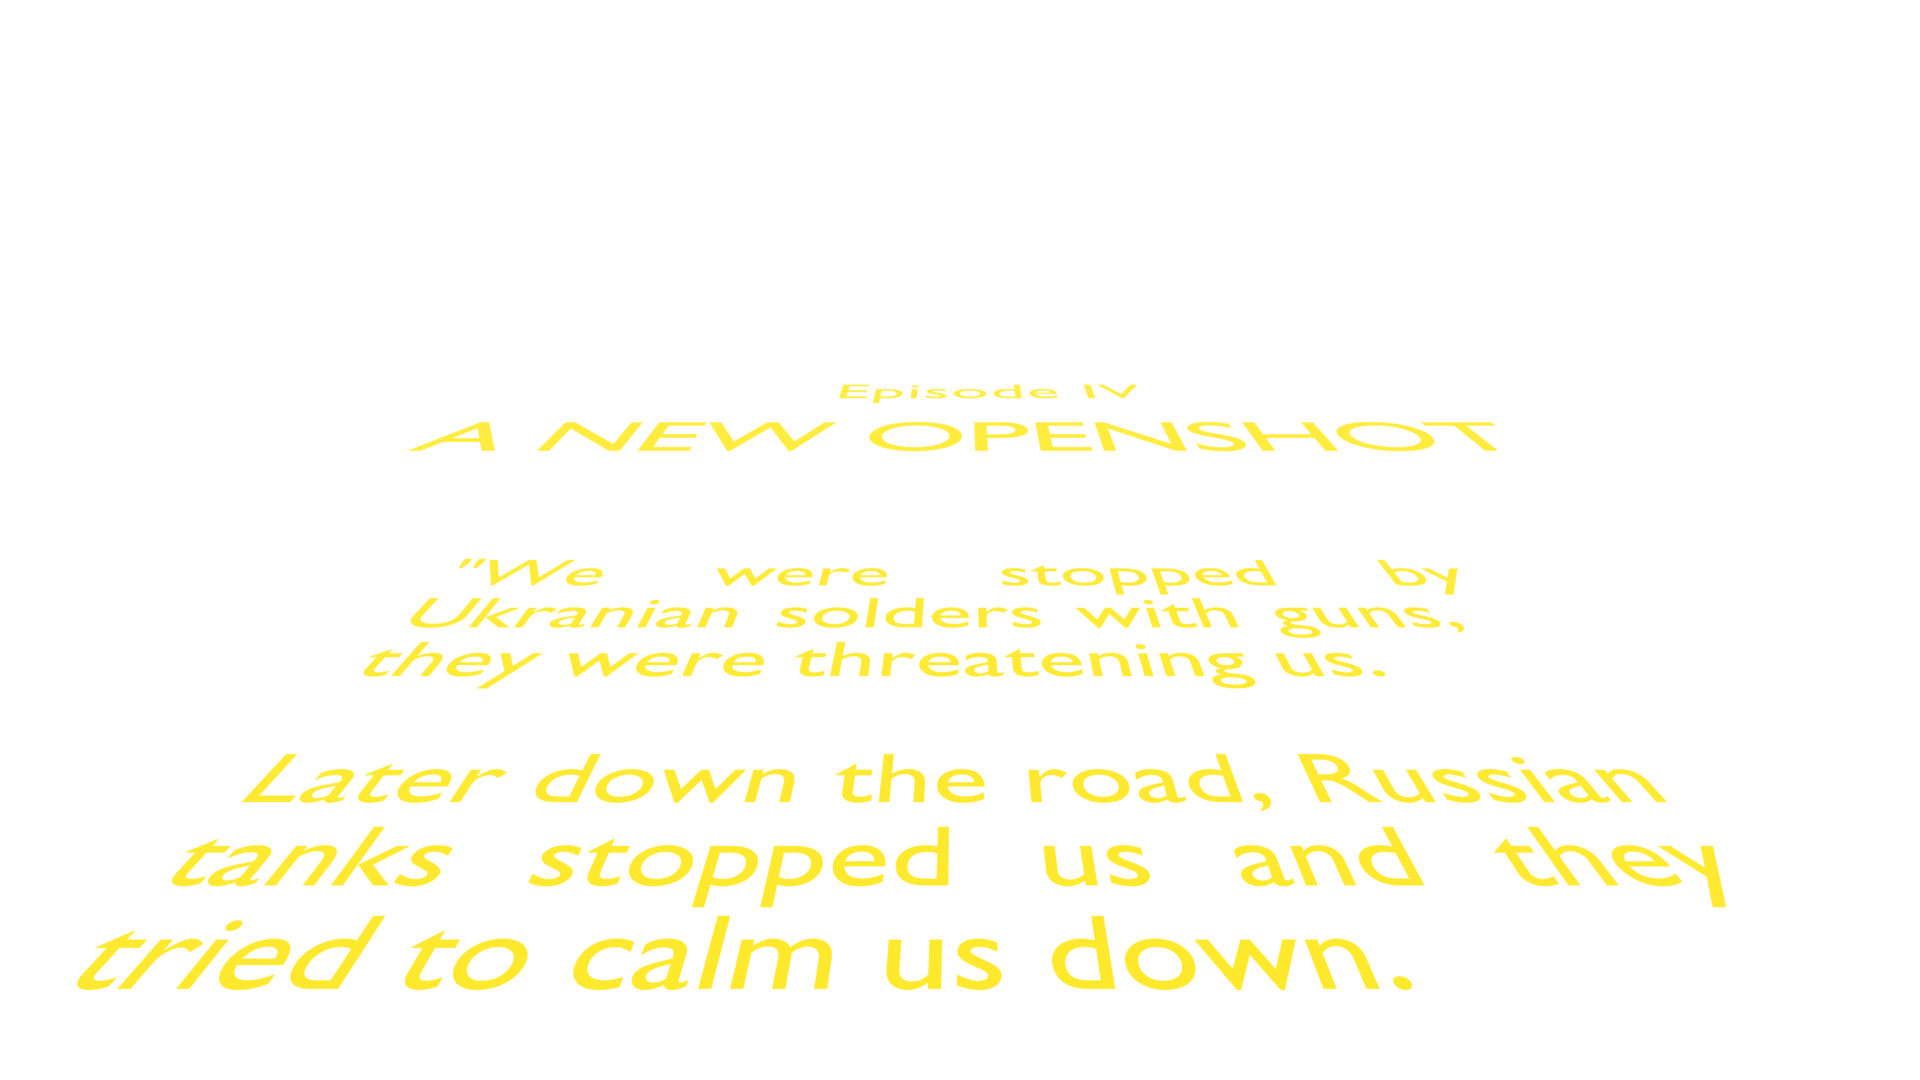 Episode IV
A NEW OPENSHOT
"We were stopped by
Ukranian solders with guns,
they were threatening us.
Later down the road, Russian
tanks stopped us and they
tried to calm us down.